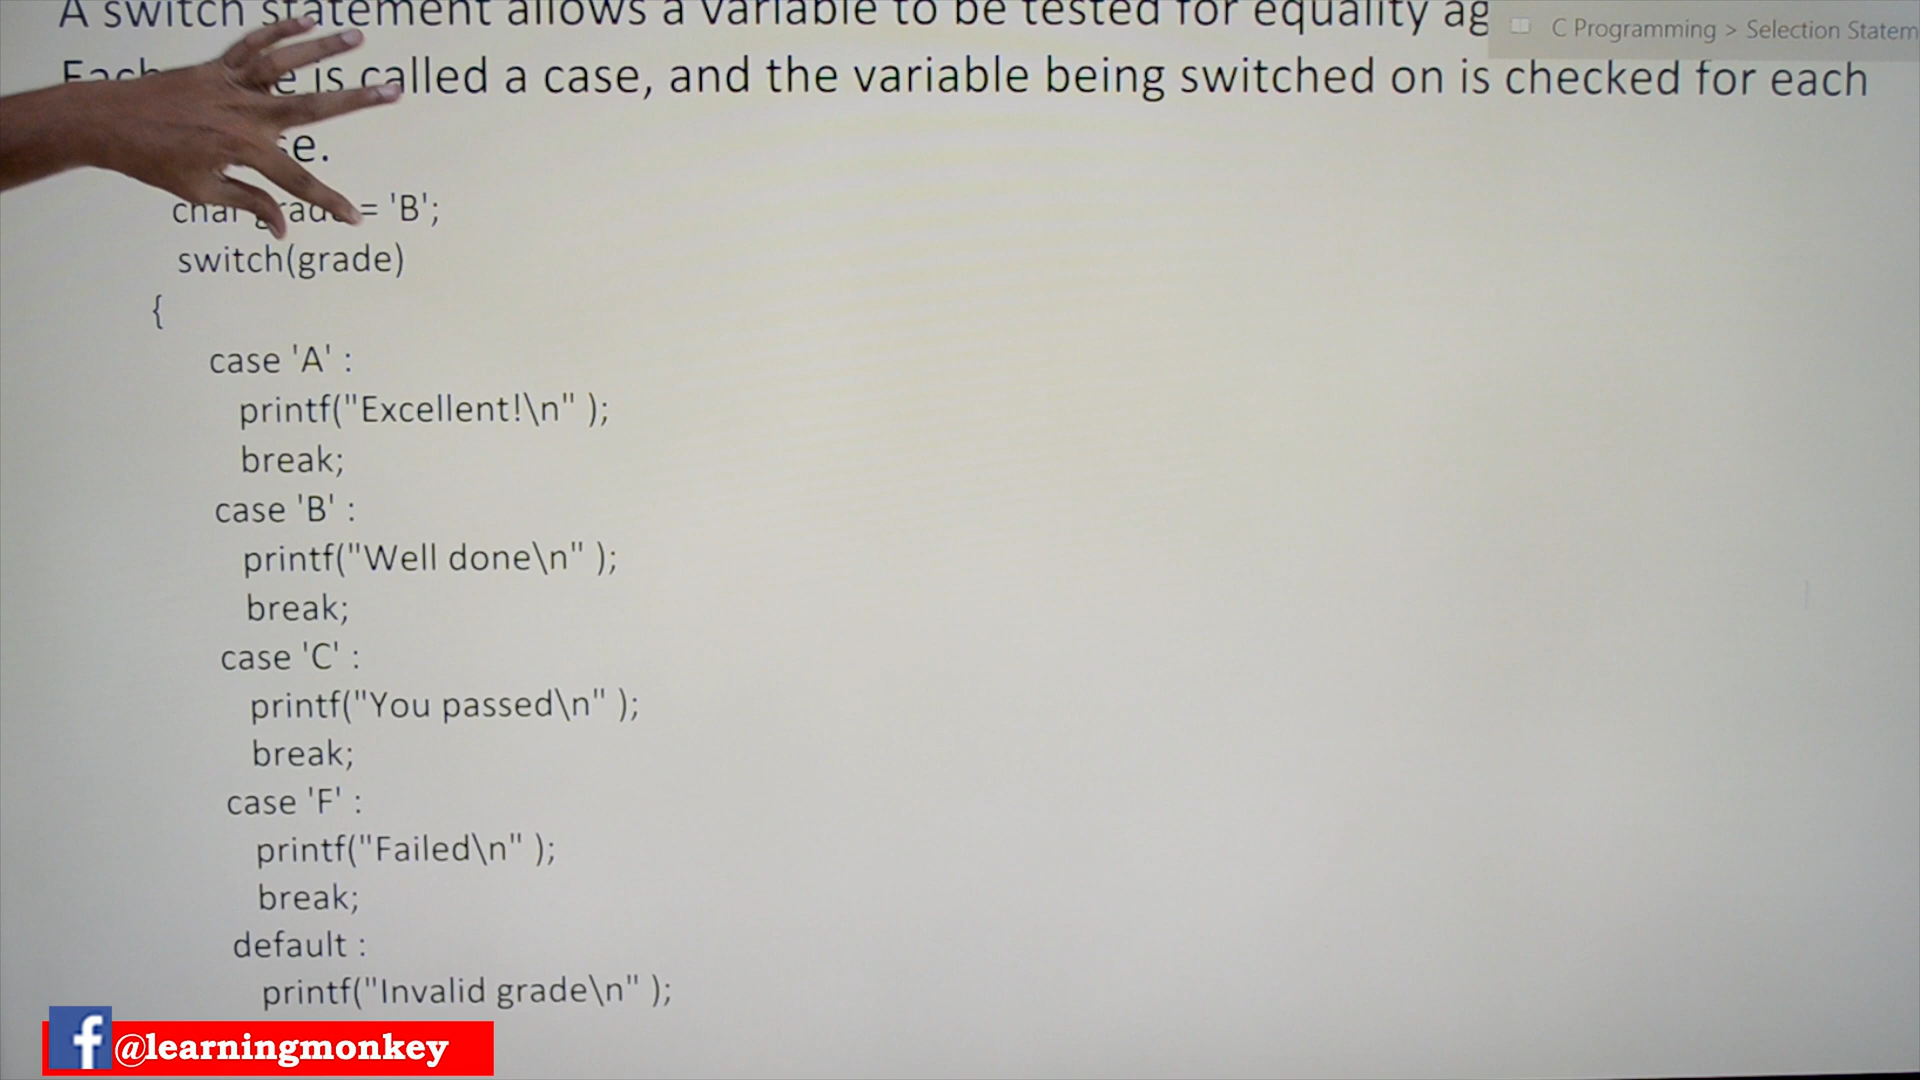 A switch statement allows a variable to be tested for equality ag
C Programming > Selection Statem
is called a case, and the variable being switched on is checked for each
char grade = 'B';
switch(grade)
{
case 'A' :
printf("Excellent!\n" );
break;
case 'B' :
printf("Well done\n" );
break;
case 'C' :
printf("You passed\n" );
break;
case 'F' :
printf("Failed\n" );
break;
default :
printf("Invalid grade\n" );
f @learningmonkey